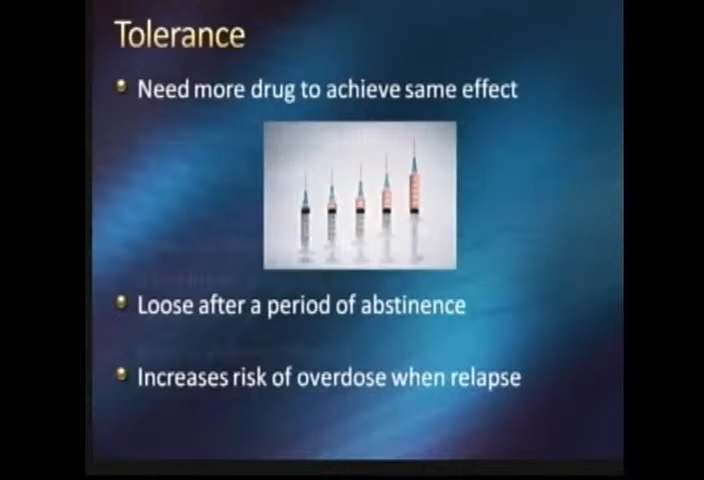 Tolerance
Need more drug to achieve same effect
Loose after a period of abstinence
Increases risk of overdose when relapse